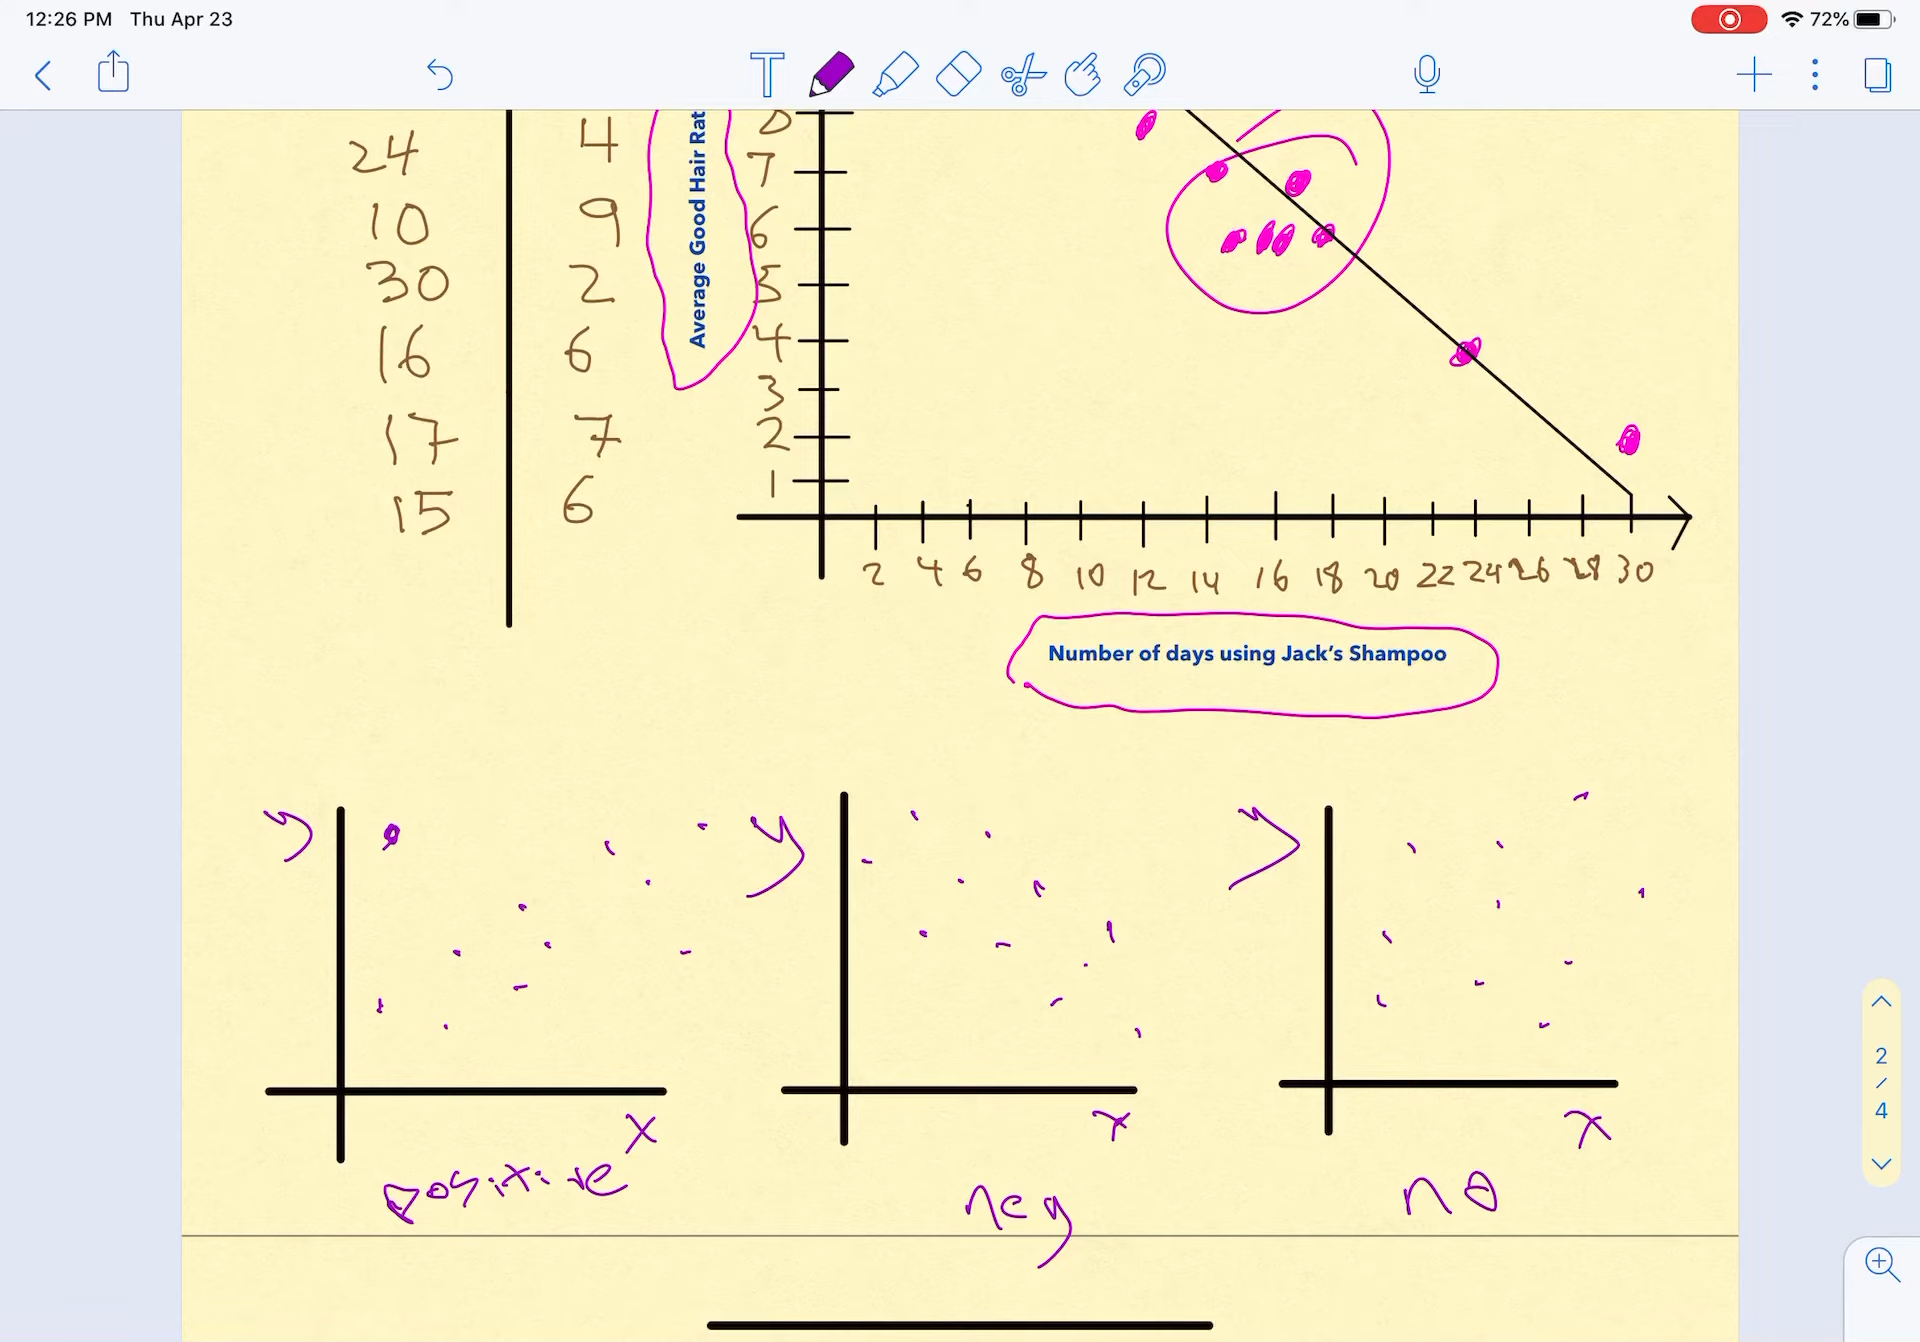 12:26 PM Thu Apr 23
72%
T
24 4
10 9
30 2
16 6
17 7
15 6
Average Good Hair Rat
7
6
5
4
3
2
1
2 4 6 8 10 12 14 16 18 20 22 24 26 28 30
Number of days using Jack's Shampoo
y y y
x x x
positive neg no
2
/
4